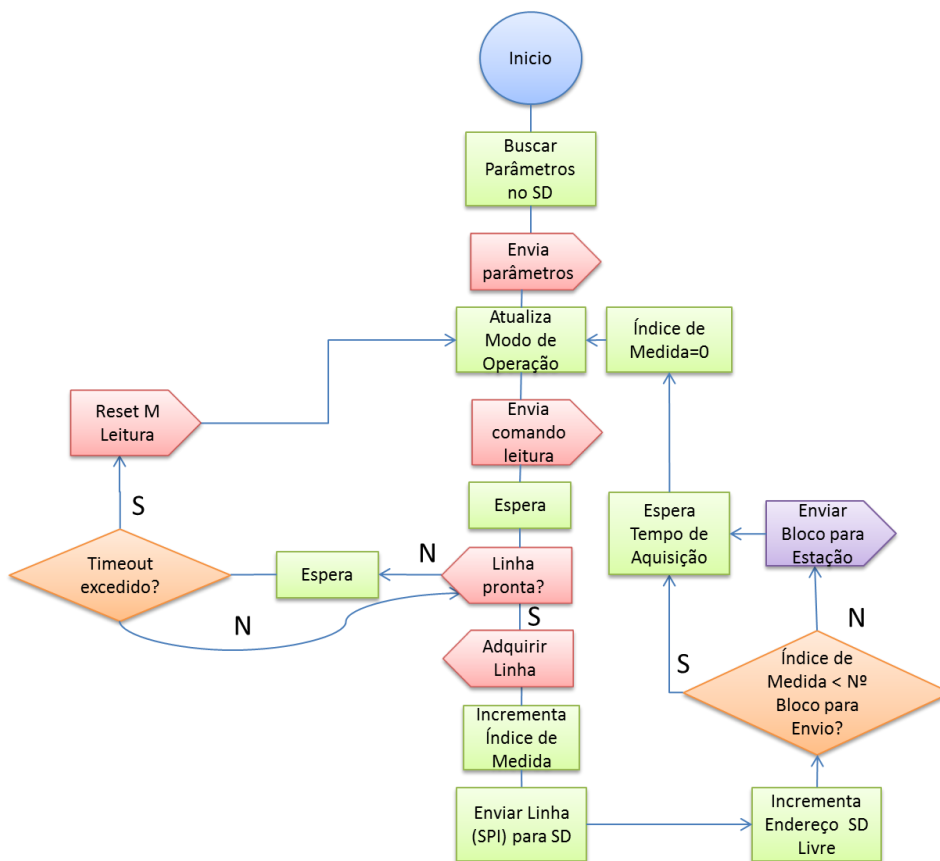 Inicio
Buscar
Parâmetros
no SD
Envia
parâmetros
Atualiza
Modo de
Operação
Índice de
Medida=0
Reset M
Leitura
Envia
comando
leitura
S
Espera
Espera
Tempo de
Aquisição
Enviar
Bloco para
Estação
Timeout
excedido?
Espera
N
Linha
pronta?
N
S
Adquirir
Linha
S
N
Índice de
Medida < Nº
Bloco para
Envio?
Incrementa
Índice de
Medida
Enviar Linha
(SPI) para SD
Incrementa
Endereço SD
Livre